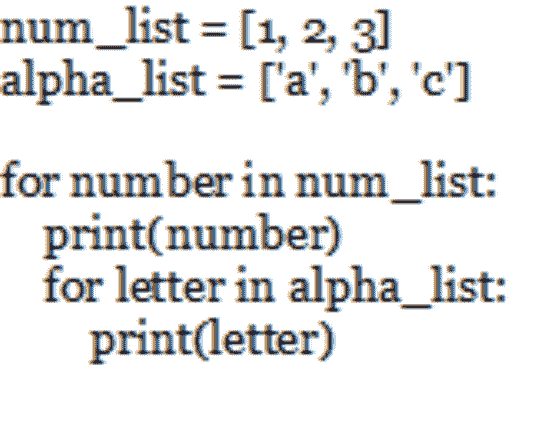 num_list = [1, 2, 3]
alpha_list = ['a', 'b', 'c']

for number in num_list:
    print(number)
    for letter in alpha_list:
        print(letter)